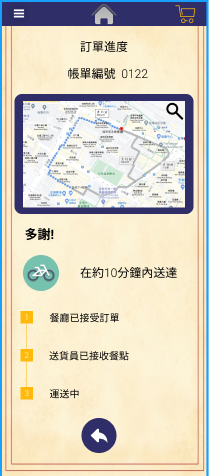 訂單進度
帳單編號 0122
多謝!
在約10分鐘內送達
1 餐廳已接受訂單
2 送貨員已接收餐點
3 運送中